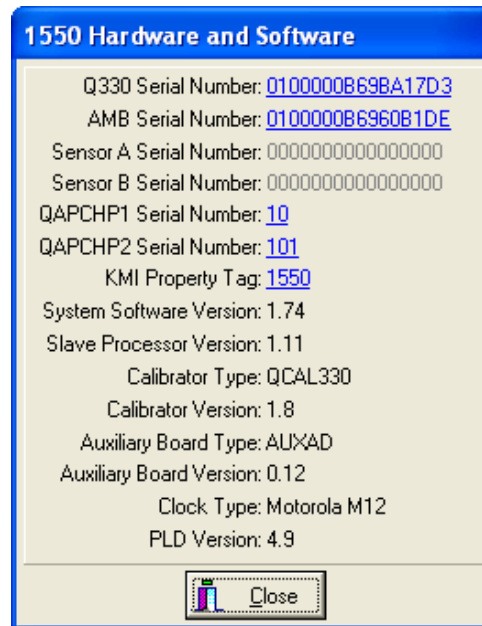 1550 Hardware and Software
Q330 Serial Number: 0100000B69BA17D3
AMB Serial Number: 0100000B6960B1DE
Sensor A Serial Number: 0000000000000000
Sensor B Serial Number: 0000000000000000
QAPCHP1 Serial Number: 10
QAPCHP2 Serial Number: 101
KMI Property Tag: 1550
System Software Version: 1.74
Slave Processor Version: 1.11
Calibrator Type: QCAL330
Calibrator Version: 1.8
Auxiliary Board Type: AUXAD
Auxiliary Board Version: 0.12
Clock Type: Motorola M12
PLD Version: 4.9
Close